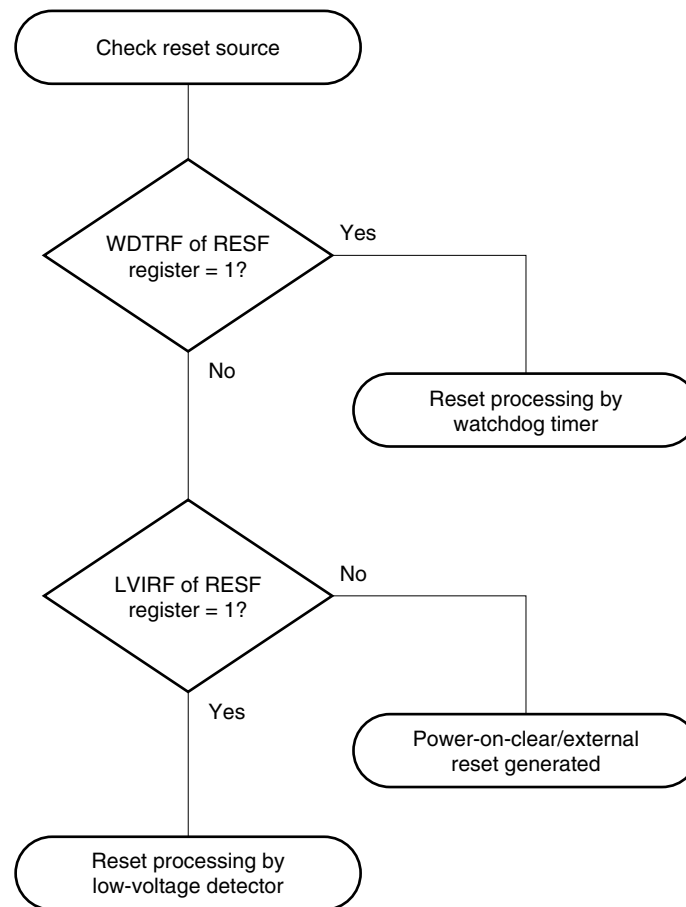 Check reset source
WDTRF of RESF
register = 1?
Yes
No
Reset processing by
watchdog timer
LVIRF of RESF
register = 1?
No
Yes
Power-on-clear/external
reset generated
Reset processing by
low-voltage detector